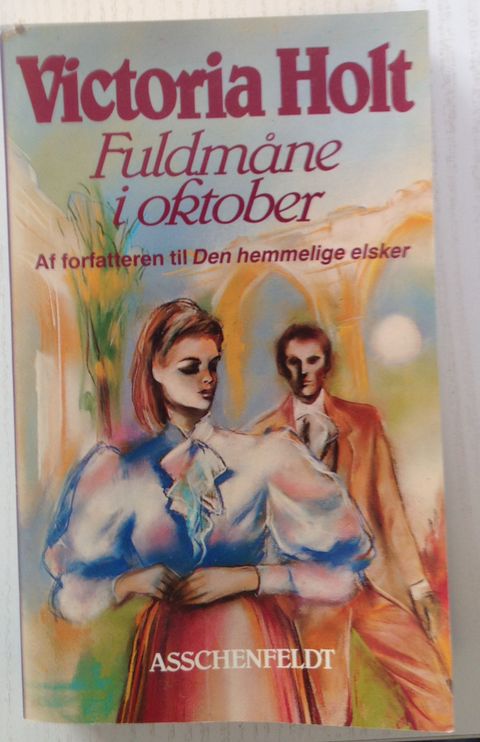 Victoria Holt
Fuldmåne
i oktober
Af forfatteren til Den hemmelige elsker
ASSCHENFELDT